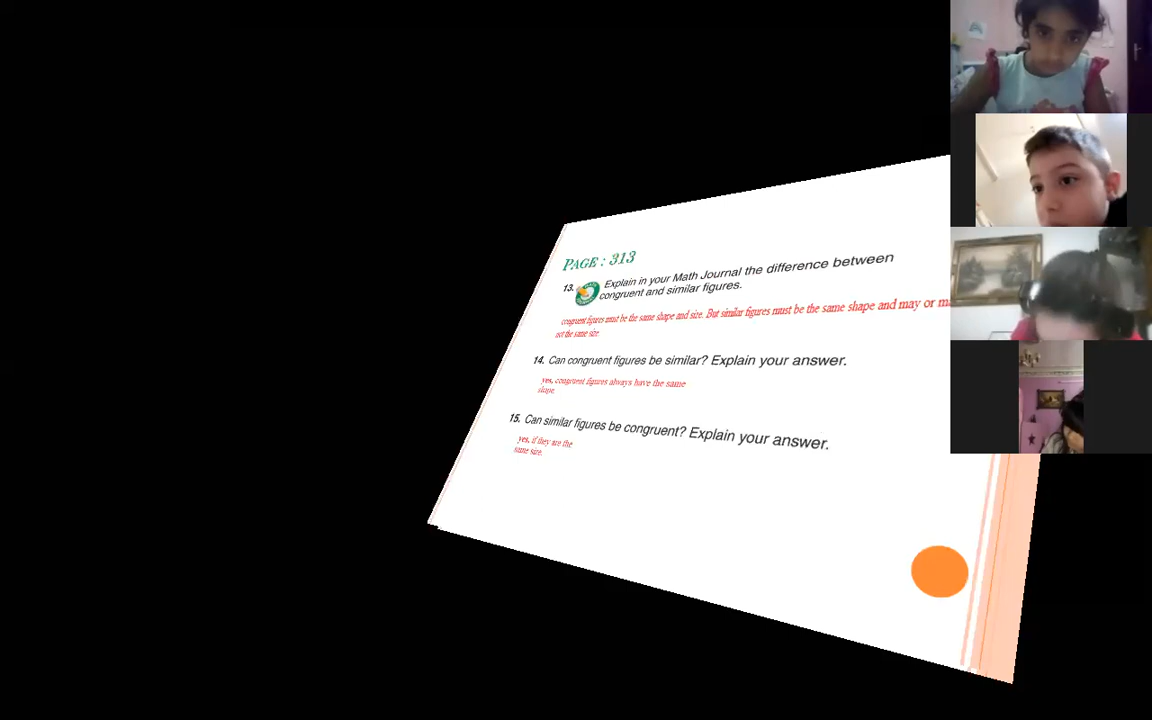 PAGE : 313
13. Explain in your Math Journal the difference between
congruent and similar figures.
congruent figures must be the same shape and size. But similar figures must be the same shape and may or
not the same size.
14. Can congruent figures be similar? Explain your answer.
yes, congruent figures always have the same
shape.
15. Can similar figures be congruent? Explain your answer.
yes, if they are the
same size.